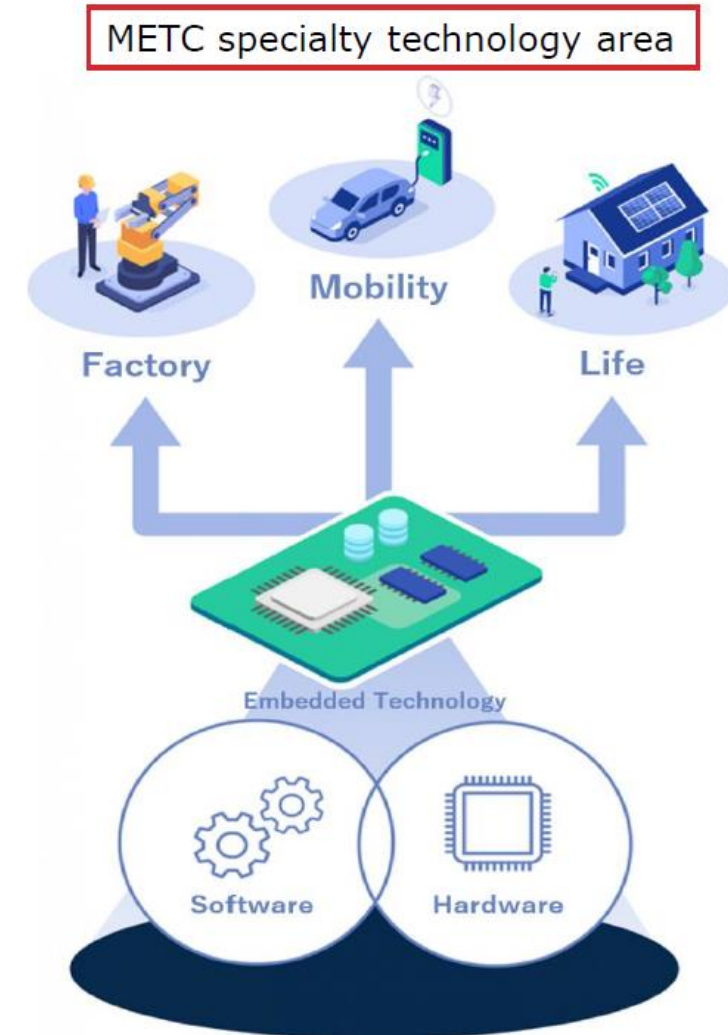 METC specialty technology area
Mobility
Factory
Life
Embedded Technology
Software
Hardware